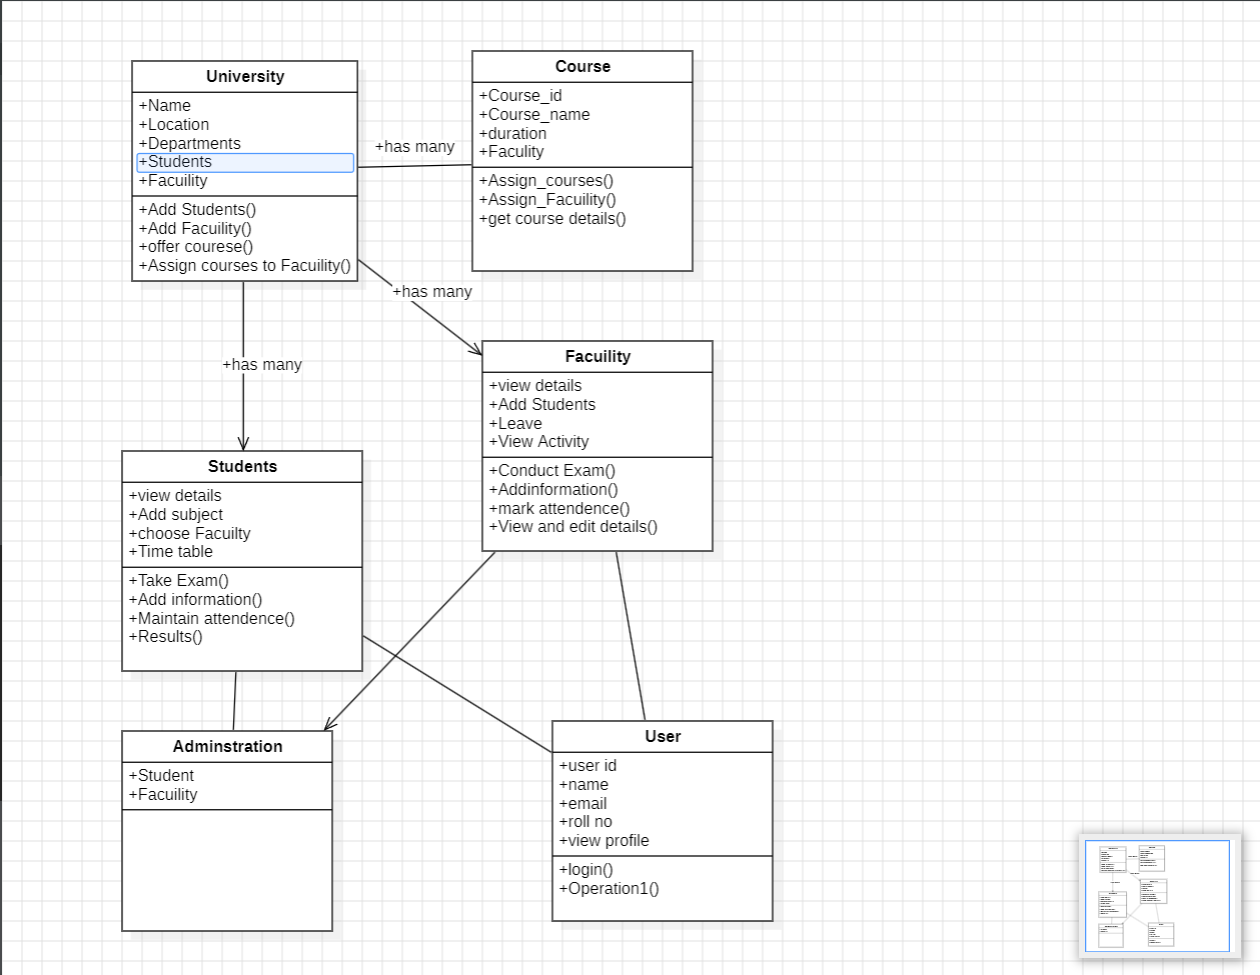 University
+Name
+Location
+Departments
+Students
+Facuility
+Add Students()
+Add Facuility()
+offer courese()
+Assign courses to Facuility()
+has many
Course
+Course_id
+Course_name
+duration
+Faculity
+Assign_courses()
+Assign_Facuility()
+get course details()
+has many
+has many
Facuility
+view details
+Add Students
+Leave
+View Activity
+Conduct Exam()
+Addinformation()
+mark attendence()
+View and edit details()
Students
+view details
+Add subject
+choose Facuilty
+Time table
+Take Exam()
+Add information()
+Maintain attendence()
+Results()
Adminstration
+Student
+Facuility
User
+user id
+name
+email
+roll no
+view profile
+login()
+Operation1()